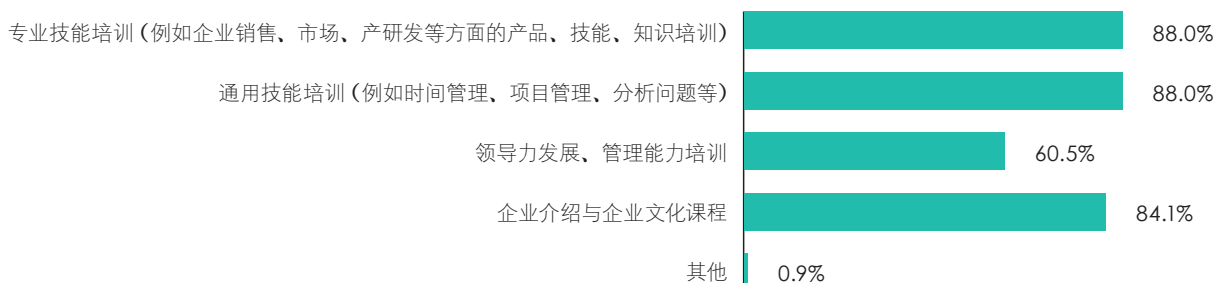 专业技能培训(例如企业销售、市场、产研发等方面的产品、技能、知识培训) 88.0%
通用技能培训(例如时间管理、项目管理、分析问题等) 88.0%
领导力发展、管理能力培训 60.5%
企业介绍与企业文化课程 84.1%
其他 0.9%